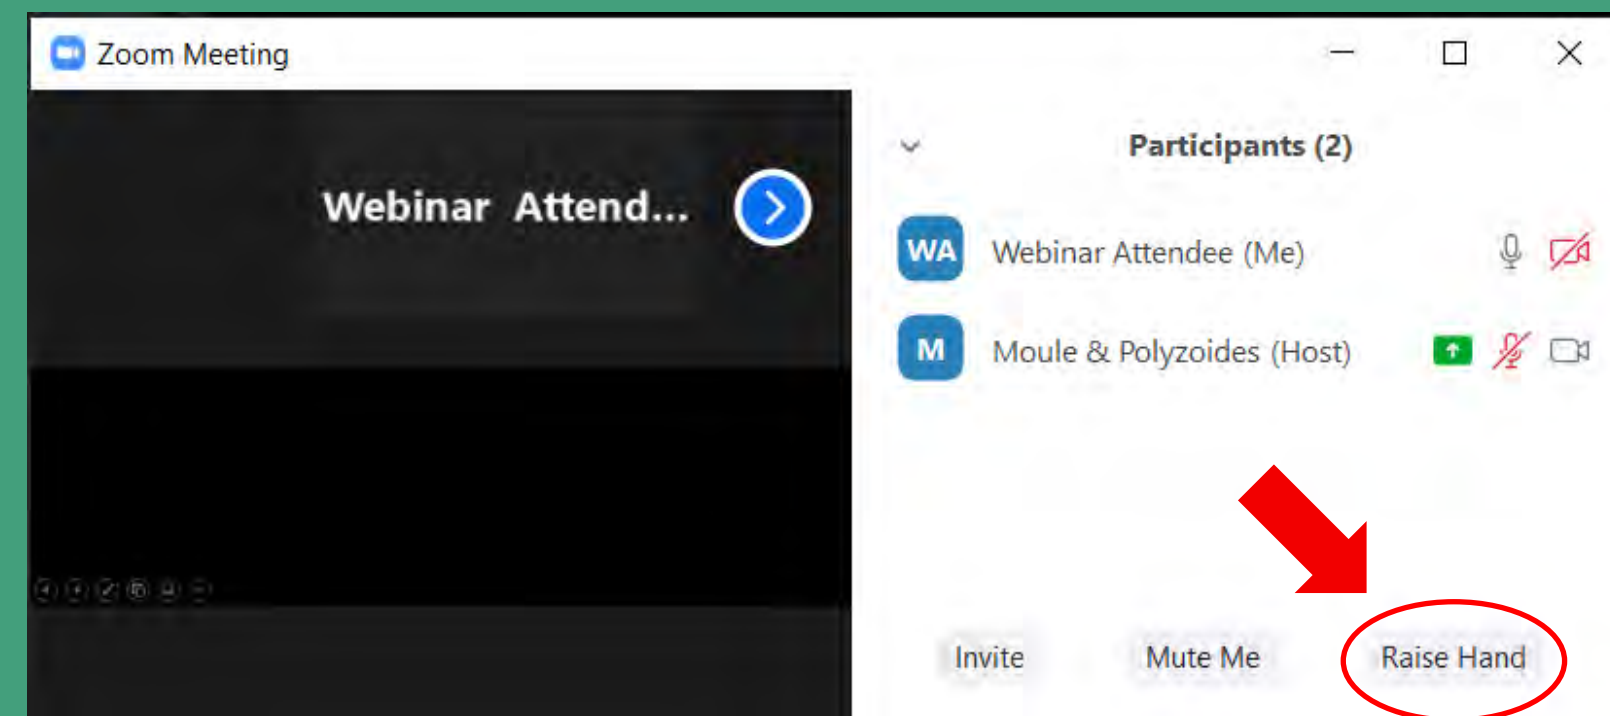 Zoom Meeting
Webinar Attend...
Participants (2)
WA Webinar Attendee (Me)
M Moule & Polyzoides (Host)
Invite Mute Me Raise Hand